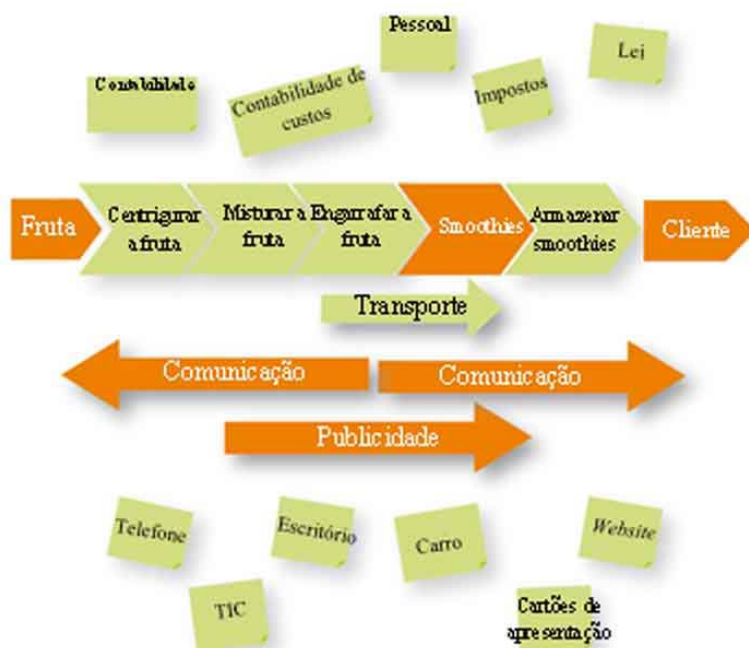 Pessoal
Lei
Contabilidade
Contabilidade de
custos
Impostos
Fruta
Centrigurar
a fruta
Misturar a
fruta
Engarrafar a
fruta
Smoothies
Armazenar
smoothies
Cliente
Transporte
Comunicação
Comunicação
Publicidade
Telefone
Escritório
Carro
Website
TIC
Cartões de
apresentação